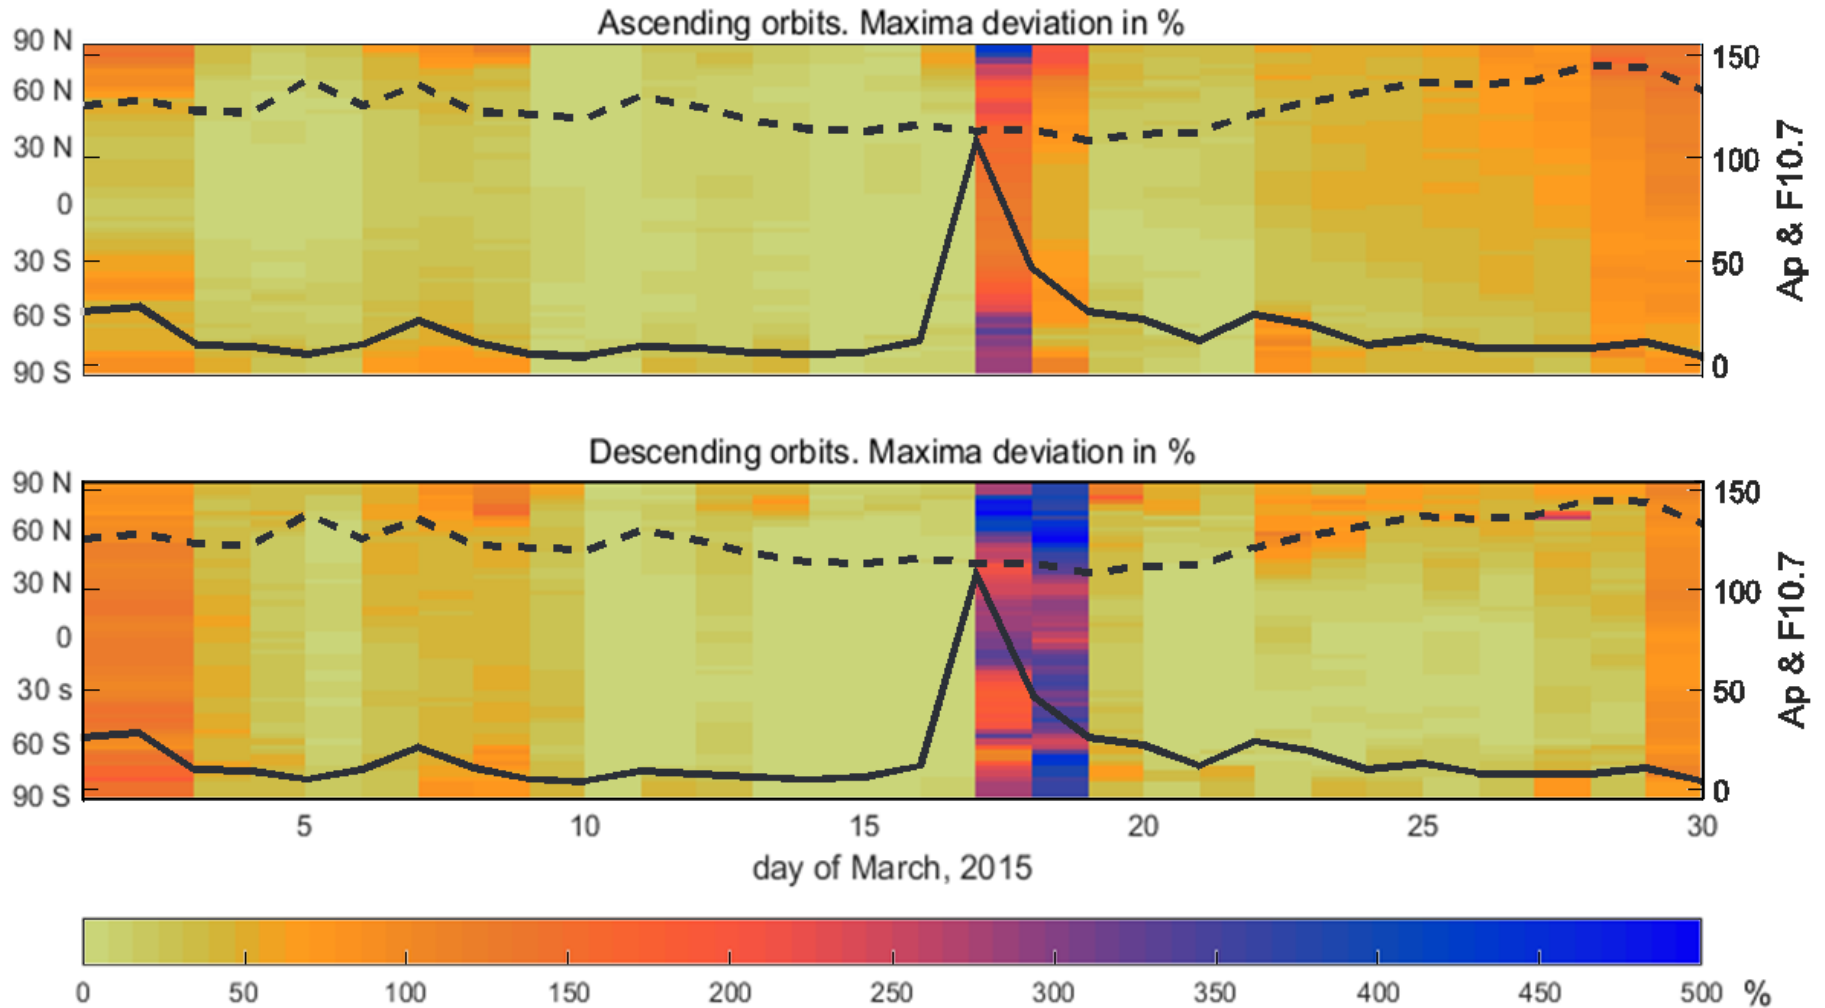 Ascending orbits. Maxima deviation in %
90 N
60 N
30 N
0
30 S
60 S
90 S
150
100
50
0
Ap & F10.7
Descending orbits. Maxima deviation in %
90 N
60 N
30 N
0
30 s
60 S
90 S
150
100
50
0
Ap & F10.7
5 10 15 20 25 30
day of March, 2015
0 50 100 150 200 250 300 350 400 450 500 %